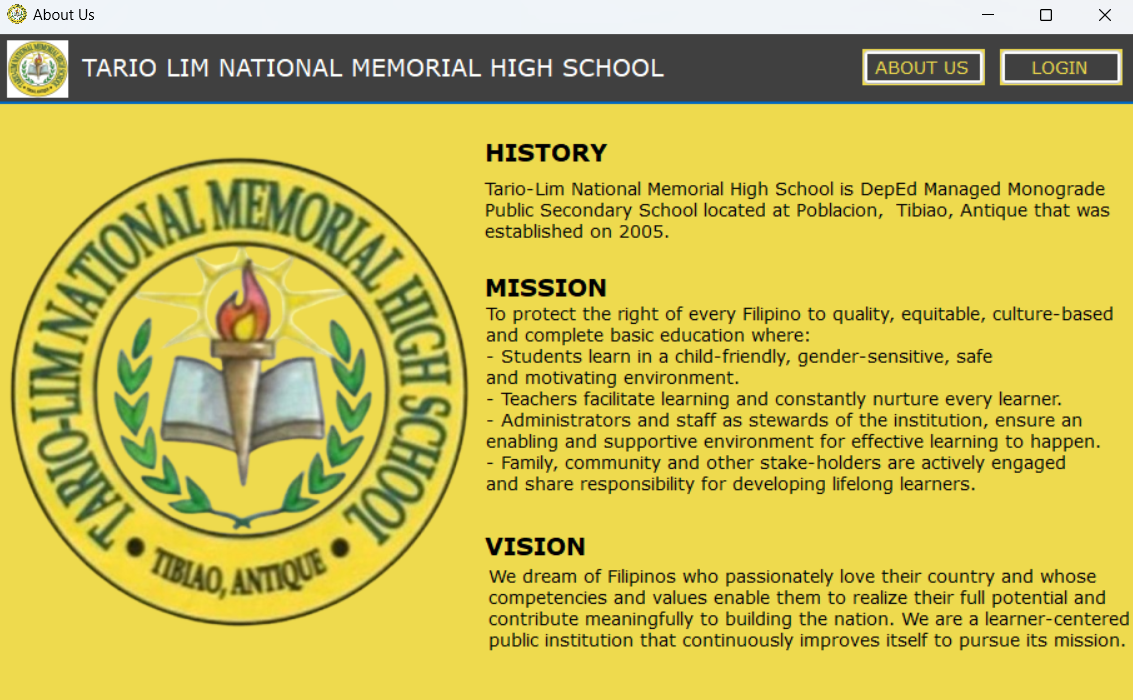 About Us
TARIO LIM NATIONAL MEMORIAL HIGH SCHOOL
ABOUT US
LOGIN
TARIO-LIM NATIONAL MEMORIAL HIGH SCHOOL
TIBIAO, ANTIQUE
HISTORY
Tario-Lim National Memorial High School is DepEd Managed Monograde
Public Secondary School located at Poblacion,  Tibiao, Antique that was
established on 2005.
MISSION
To protect the right of every Filipino to quality, equitable, culture-based
and complete basic education where:
- Students learn in a child-friendly, gender-sensitive, safe
and motivating environment.
- Teachers facilitate learning and constantly nurture every learner.
- Administrators and staff as stewards of the institution, ensure an
enabling and supportive environment for effective learning to happen.
- Family, community and other stake-holders are actively engaged
and share responsibility for developing lifelong learners.
VISION
We dream of Filipinos who passionately love their country and whose
competencies and values enable them to realize their full potential and
contribute meaningfully to building the nation. We are a learner-centered
public institution that continuously improves itself to pursue its mission.